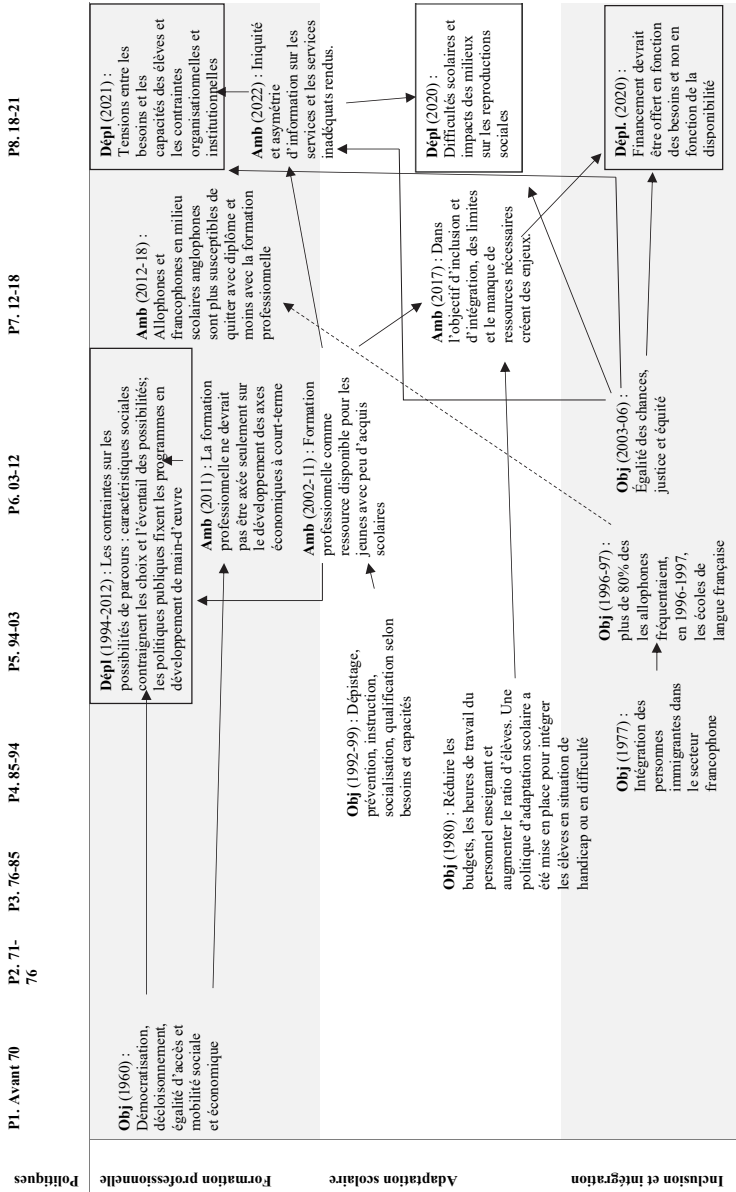 Politiques
P1. Avant 70
P2. 71-
76
P3. 76-85
P4. 85-94
P5. 94-03
P6. 03-12
P7. 12-18
P8. 18-21
Formation professionnelle
Obj (1960) :
Démocratisation,
décloisonnement,
égalité d’accès et
mobilité sociale
et économique
Dépl (1994-2012) : Les contraintes sur les
possibilités de parcours : caractéristiques sociales
contraignent les choix et l’éventail des possibilités;
les politiques publiques fixent les programmes en
développement de main-d’œuvre
Amb (2011) : La formation
professionnelle ne devrait
pas être axée seulement sur
le développement des axes
économiques à court-terme
Amb (2002-11) : Formation
professionnelle comme
ressource disponible pour les
jeunes avec peu d’acquis
scolaires
Amb (2012-18) :
Allophones et
francophones en milieu
scolaires anglophones
sont plus susceptibles de
quitter avec diplôme et
moins avec la formation
professionnelle
Dépl (2021) :
Tensions entre les
besoins et les
capacités des élèves et
les contraintes
organisationnelles et
institutionnelles
Amb (2022) : Iniquité
et asymétrie
d’information sur les
services et les services
inadéquats rendus.
Adaptation scolaire
Obj (1992-99) : Dépistage,
prévention, instruction,
socialisation, qualification selon
besoins et capacités
Obj (1980) : Réduire les
budgets, les heures de travail du
personnel enseignant et
augmenter le ratio d’élèves. Une
politique d’adaptation scolaire a
été mise en place pour intégrer
les élèves en situation de
handicap ou en difficulté
Amb (2017) : Dans
l’objectif d’inclusion et
d’intégration, des limites
et le manque de
ressources nécessaires
créent des enjeux.
Dépl (2020) :
Difficultés scolaires et
impacts des milieux
sur les reproductions
sociales
Inclusion et intégration
Obj (1977) :
Intégration des
personnes
immigrantes dans
le secteur
francophone
Obj (1996-97) :
plus de 80% des
les allophones
fréquentaient,
en 1996-1997,
les écoles de
langue française
Obj (2003-06) :
Égalité des chances,
justice et équité
Dépl. (2020) :
Financement devrait
être offert en fonction
des besoins et non en
fonction de la
disponibilité